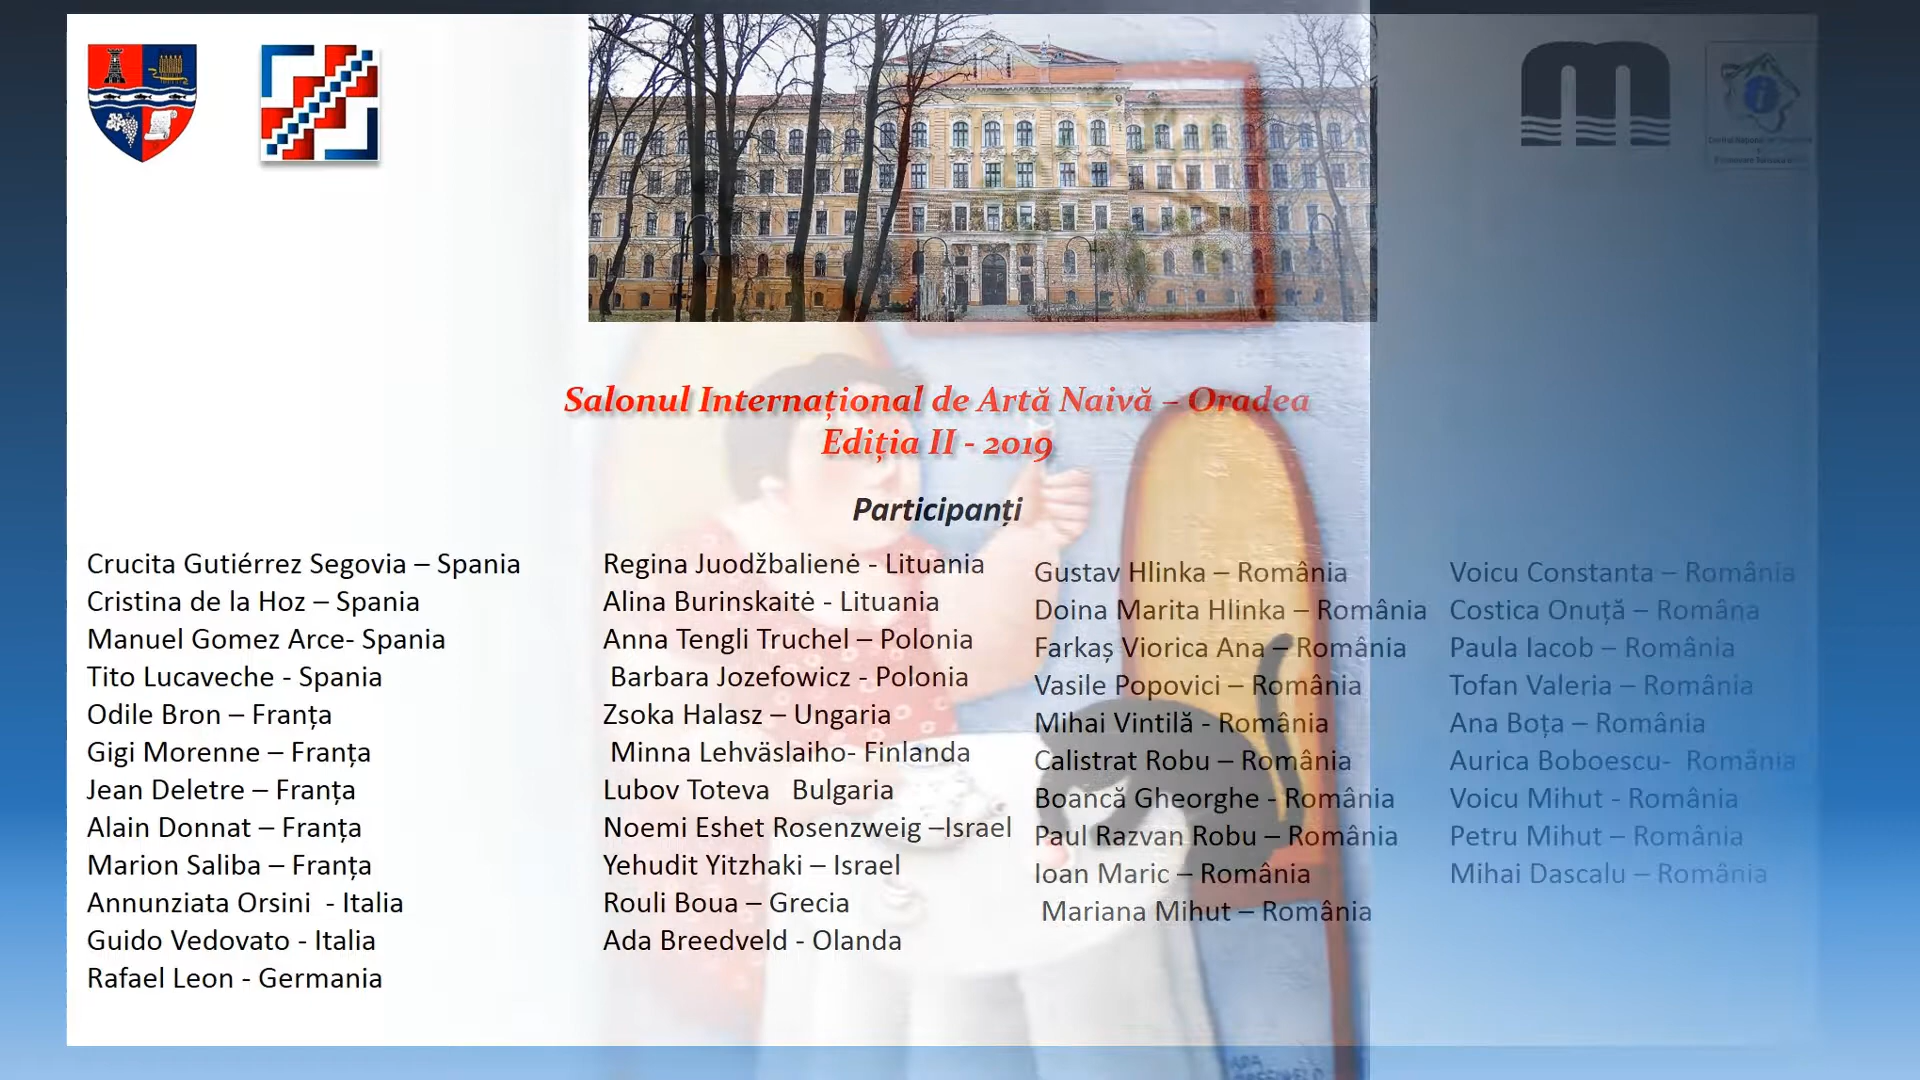 Salonul Internațional de Artă Naivă – Oradea
Ediția II - 2019
Participanți
Crucita Gutiérrez Segovia – Spania
Cristina de la Hoz – Spania
Manuel Gomez Arce- Spania
Tito Lucaveche - Spania
Odile Bron – Franța
Gigi Morenne – Franța
Jean Deletre – Franța
Alain Donnat – Franța
Marion Saliba – Franța
Annunziata Orsini - Italia
Guido Vedovato - Italia
Rafael Leon - Germania
Regina Juodžbalienė - Lituania
Alina Burinskaitė - Lituania
Anna Tengli Truchel – Polonia
Barbara Jozefowicz - Polonia
Zsoka Halasz – Ungaria
Minna Lehväslaiho- Finlanda
Lubov Toteva Bulgaria
Noemi Eshet Rosenzweig –Israel
Yehudit Yitzhaki – Israel
Rouli Boua – Grecia
Ada Breedveld - Olanda
Gustav Hlinka – România
Doina Marita Hlinka – România
Farkaș Viorica Ana – România
Vasile Popovici – România
Mihai Vintilă - România
Calistrat Robu – România
Boancă Gheorghe - România
Paul Razvan Robu – România
Ioan Maric – România
Mariana Mihut – România
Voicu Constanta – România
Costica Onuță – Româna
Paula Iacob – România
Tofan Valeria – România
Ana Boța – România
Aurica Boboescu- România
Voicu Mihut - România
Petru Mihut – România
Mihai Dascalu – România